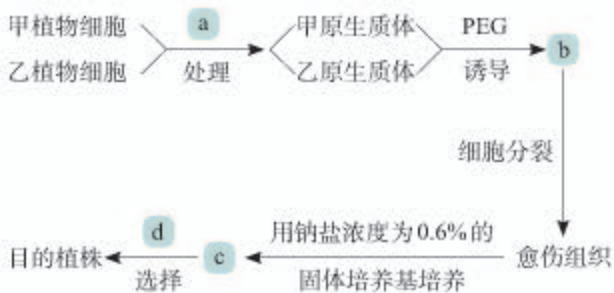 甲植物细胞 a 甲原生质体 PEG
乙植物细胞 处理 乙原生质体 诱导 b
细胞分裂
目的植株 d 选择 c 用钠盐浓度为0.6%的 愈伤组织
固体培养基培养